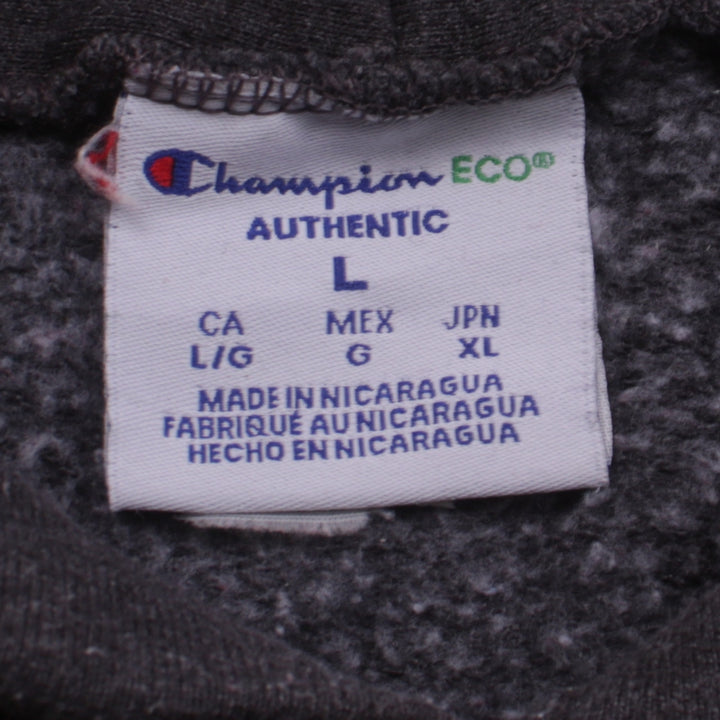 Champion ECO®
AUTHENTIC
L
CA MEX JPN
L/G G XL
MADE IN NICARAGUA
FABRIQUÉ AU NICARAGUA
HECHO EN NICARAGUA